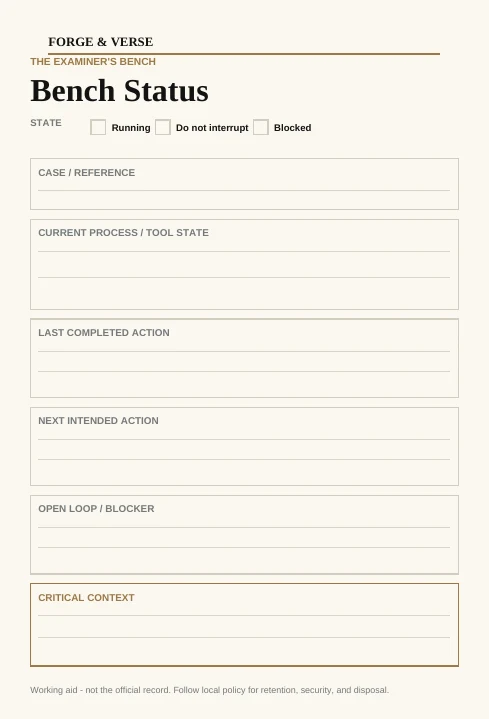 FORGE & VERSE
THE EXAMINER'S BENCH
Bench Status
STATE Running Do not interrupt Blocked
CASE / REFERENCE
CURRENT PROCESS / TOOL STATE
LAST COMPLETED ACTION
NEXT INTENDED ACTION
OPEN LOOP / BLOCKER
CRITICAL CONTEXT
Working aid - not the official record. Follow local policy for retention, security, and disposal.